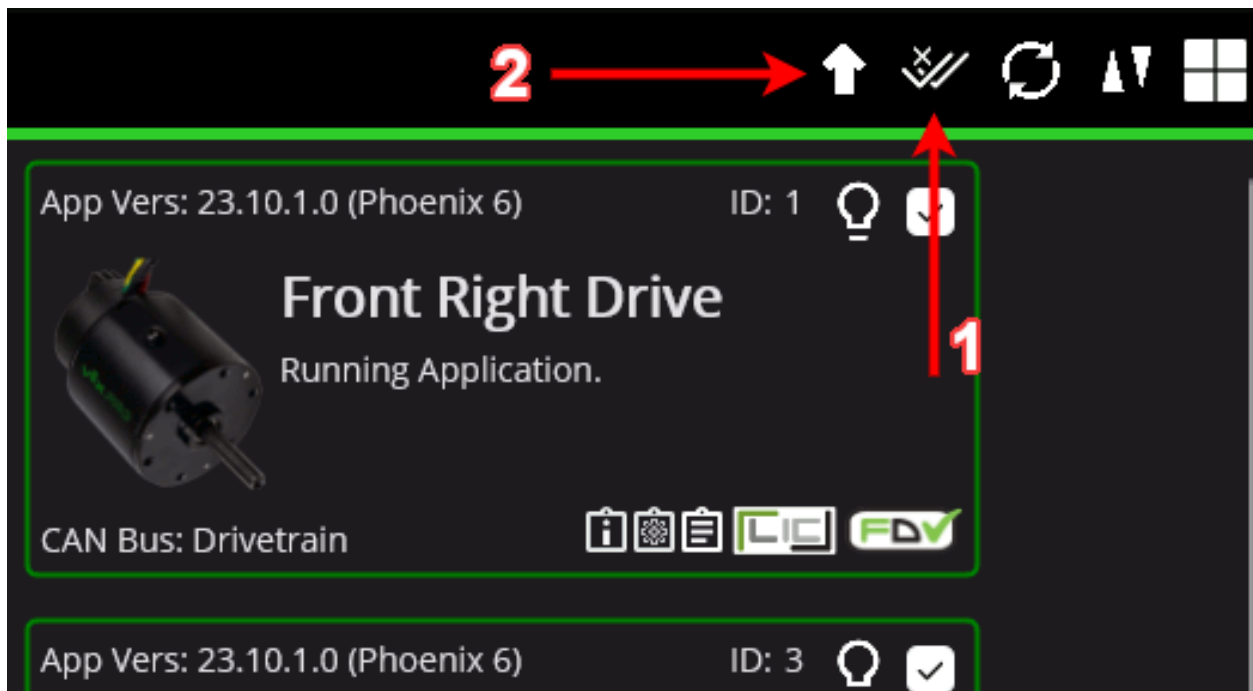 2
App Vers: 23.10.1.0 (Phoenix 6) ID: 1
Front Right Drive
1
Running Application.
CAN Bus: Drivetrain
LIC FD
App Vers: 23.10.1.0 (Phoenix 6) ID: 3